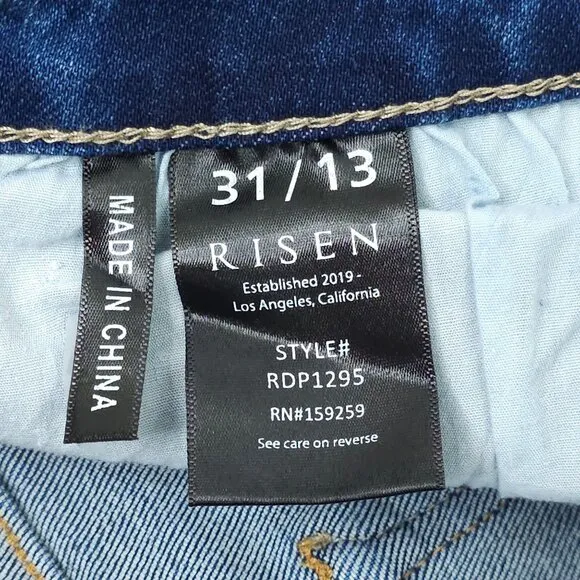 MADE IN CHINA
31 / 13
RISEN
Established 2019 -
Los Angeles, California
STYLE#
RDP1295
RN#159259
See care on reverse